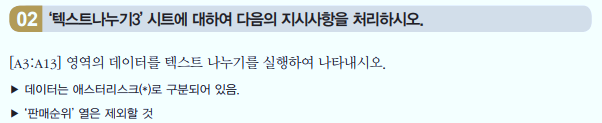 02 '텍스트나누기3' 시트에 대하여 다음의 지시사항을 처리하시오.
[A3:A13] 영역의 데이터를 텍스트 나누기를 실행하여 나타내시오.
▶ 데이터는 애스터리스크(*)로 구분되어 있음.
▶ '판매순위' 열은 제외할 것